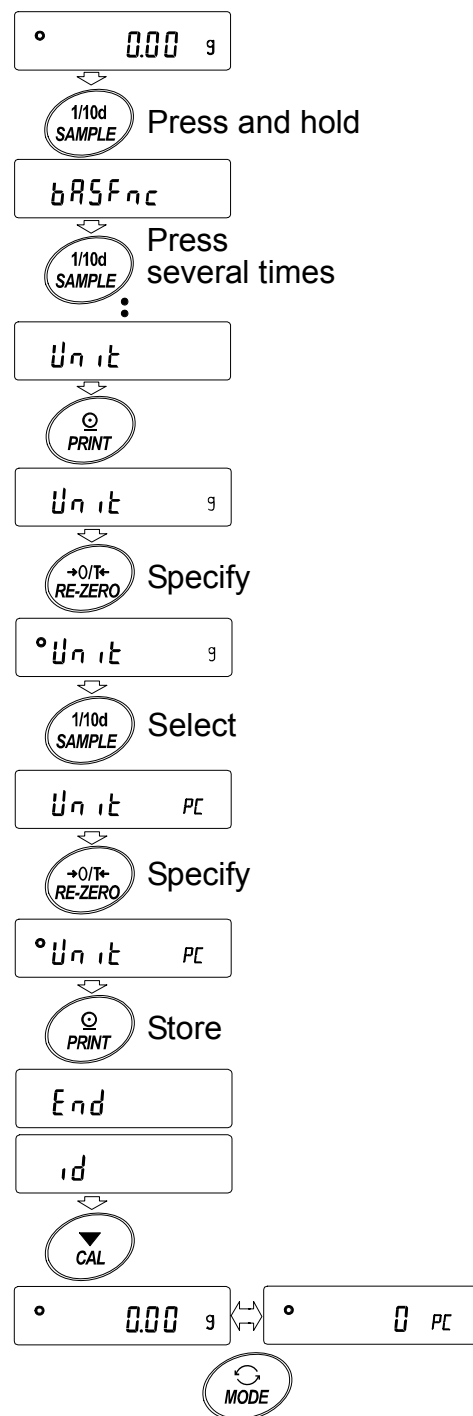 0.00 g
1/10d
SAMPLE
Press and hold
bASFnc
1/10d
SAMPLE
Press
several times
Unit
PRINT
Unit g
→0/T←
RE-ZERO
Specify
Unit g
1/10d
SAMPLE
Select
Unit PC
→0/T←
RE-ZERO
Specify
Unit PC
PRINT
Store
End
id
CAL
0.00 g
0 PC
MODE